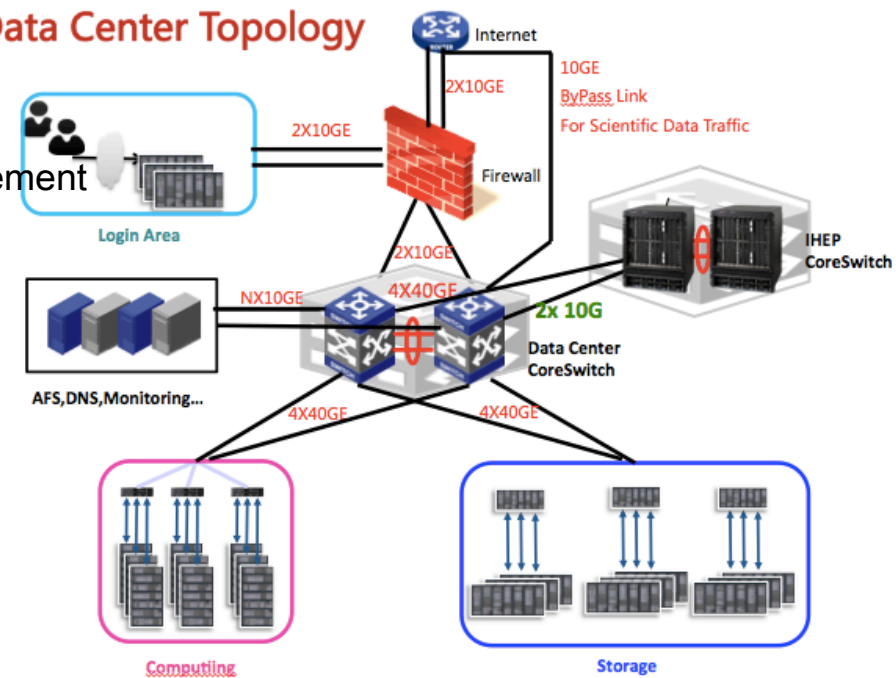 Data Center Topology
Internet
2X10GE
10GE
ByPass Link
For Scientific Data Traffic
2X10GE
Firewall
ement
Login Area
IHEP
CoreSwitch
2X10GE
NX10GE
4X40GE
2x 10G
Data Center
CoreSwitch
AFS,DNS,Monitoring...
4X40GE
4X40GE
Computiing
Storage